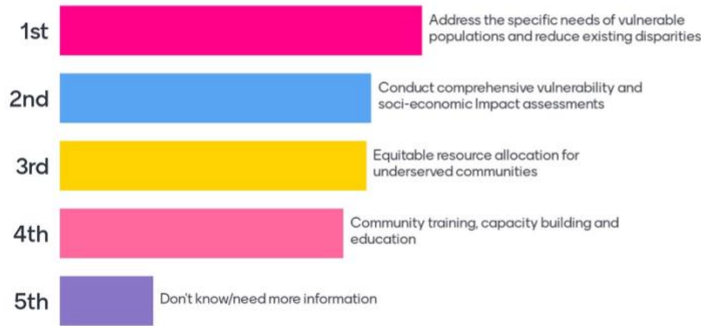 1st
Address the specific needs of vulnerable
populations and reduce existing disparities
2nd
Conduct comprehensive vulnerability and
soci-economic Impact assessments
3rd
Equitable resource allocation for
underserved communities
4th
Community training, capacity building and
education
5th
Don't know/need more information